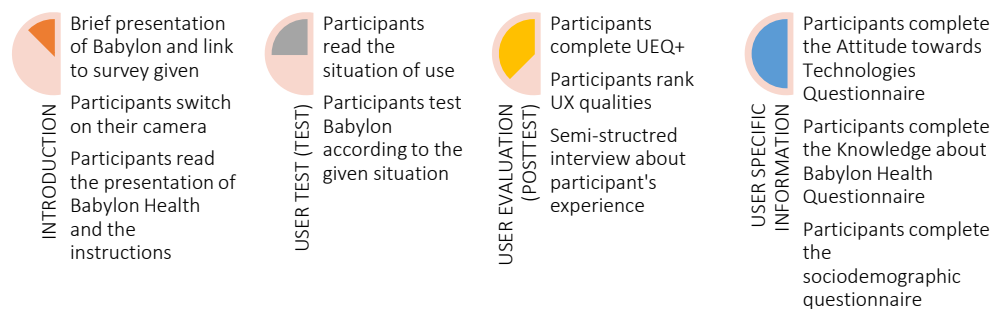 INTRODUCTION
Brief presentation
of Babylon and link
to survey given
Participants switch
on their camera
Participants read
the presentation of
Babylon Health
and the
instructions
USER TEST (TTEST)
Participants
read the
situation of use
Participants test
Babylon
according to the
given situation
USER EVALUATION
(POSTTEST)
Participants
complete UEQ+
Participants rank
UX qualities
Semi-structred
interview about
participant's
experience
USER SPECIFIC
INFORMATION
Participants complete
the Attitude towards
Technologies
Questionnaire
Participants complete
the Knowledge about
Babylon Health
Questionnaire
Participants complete
the
sociodemographic
questionnaire